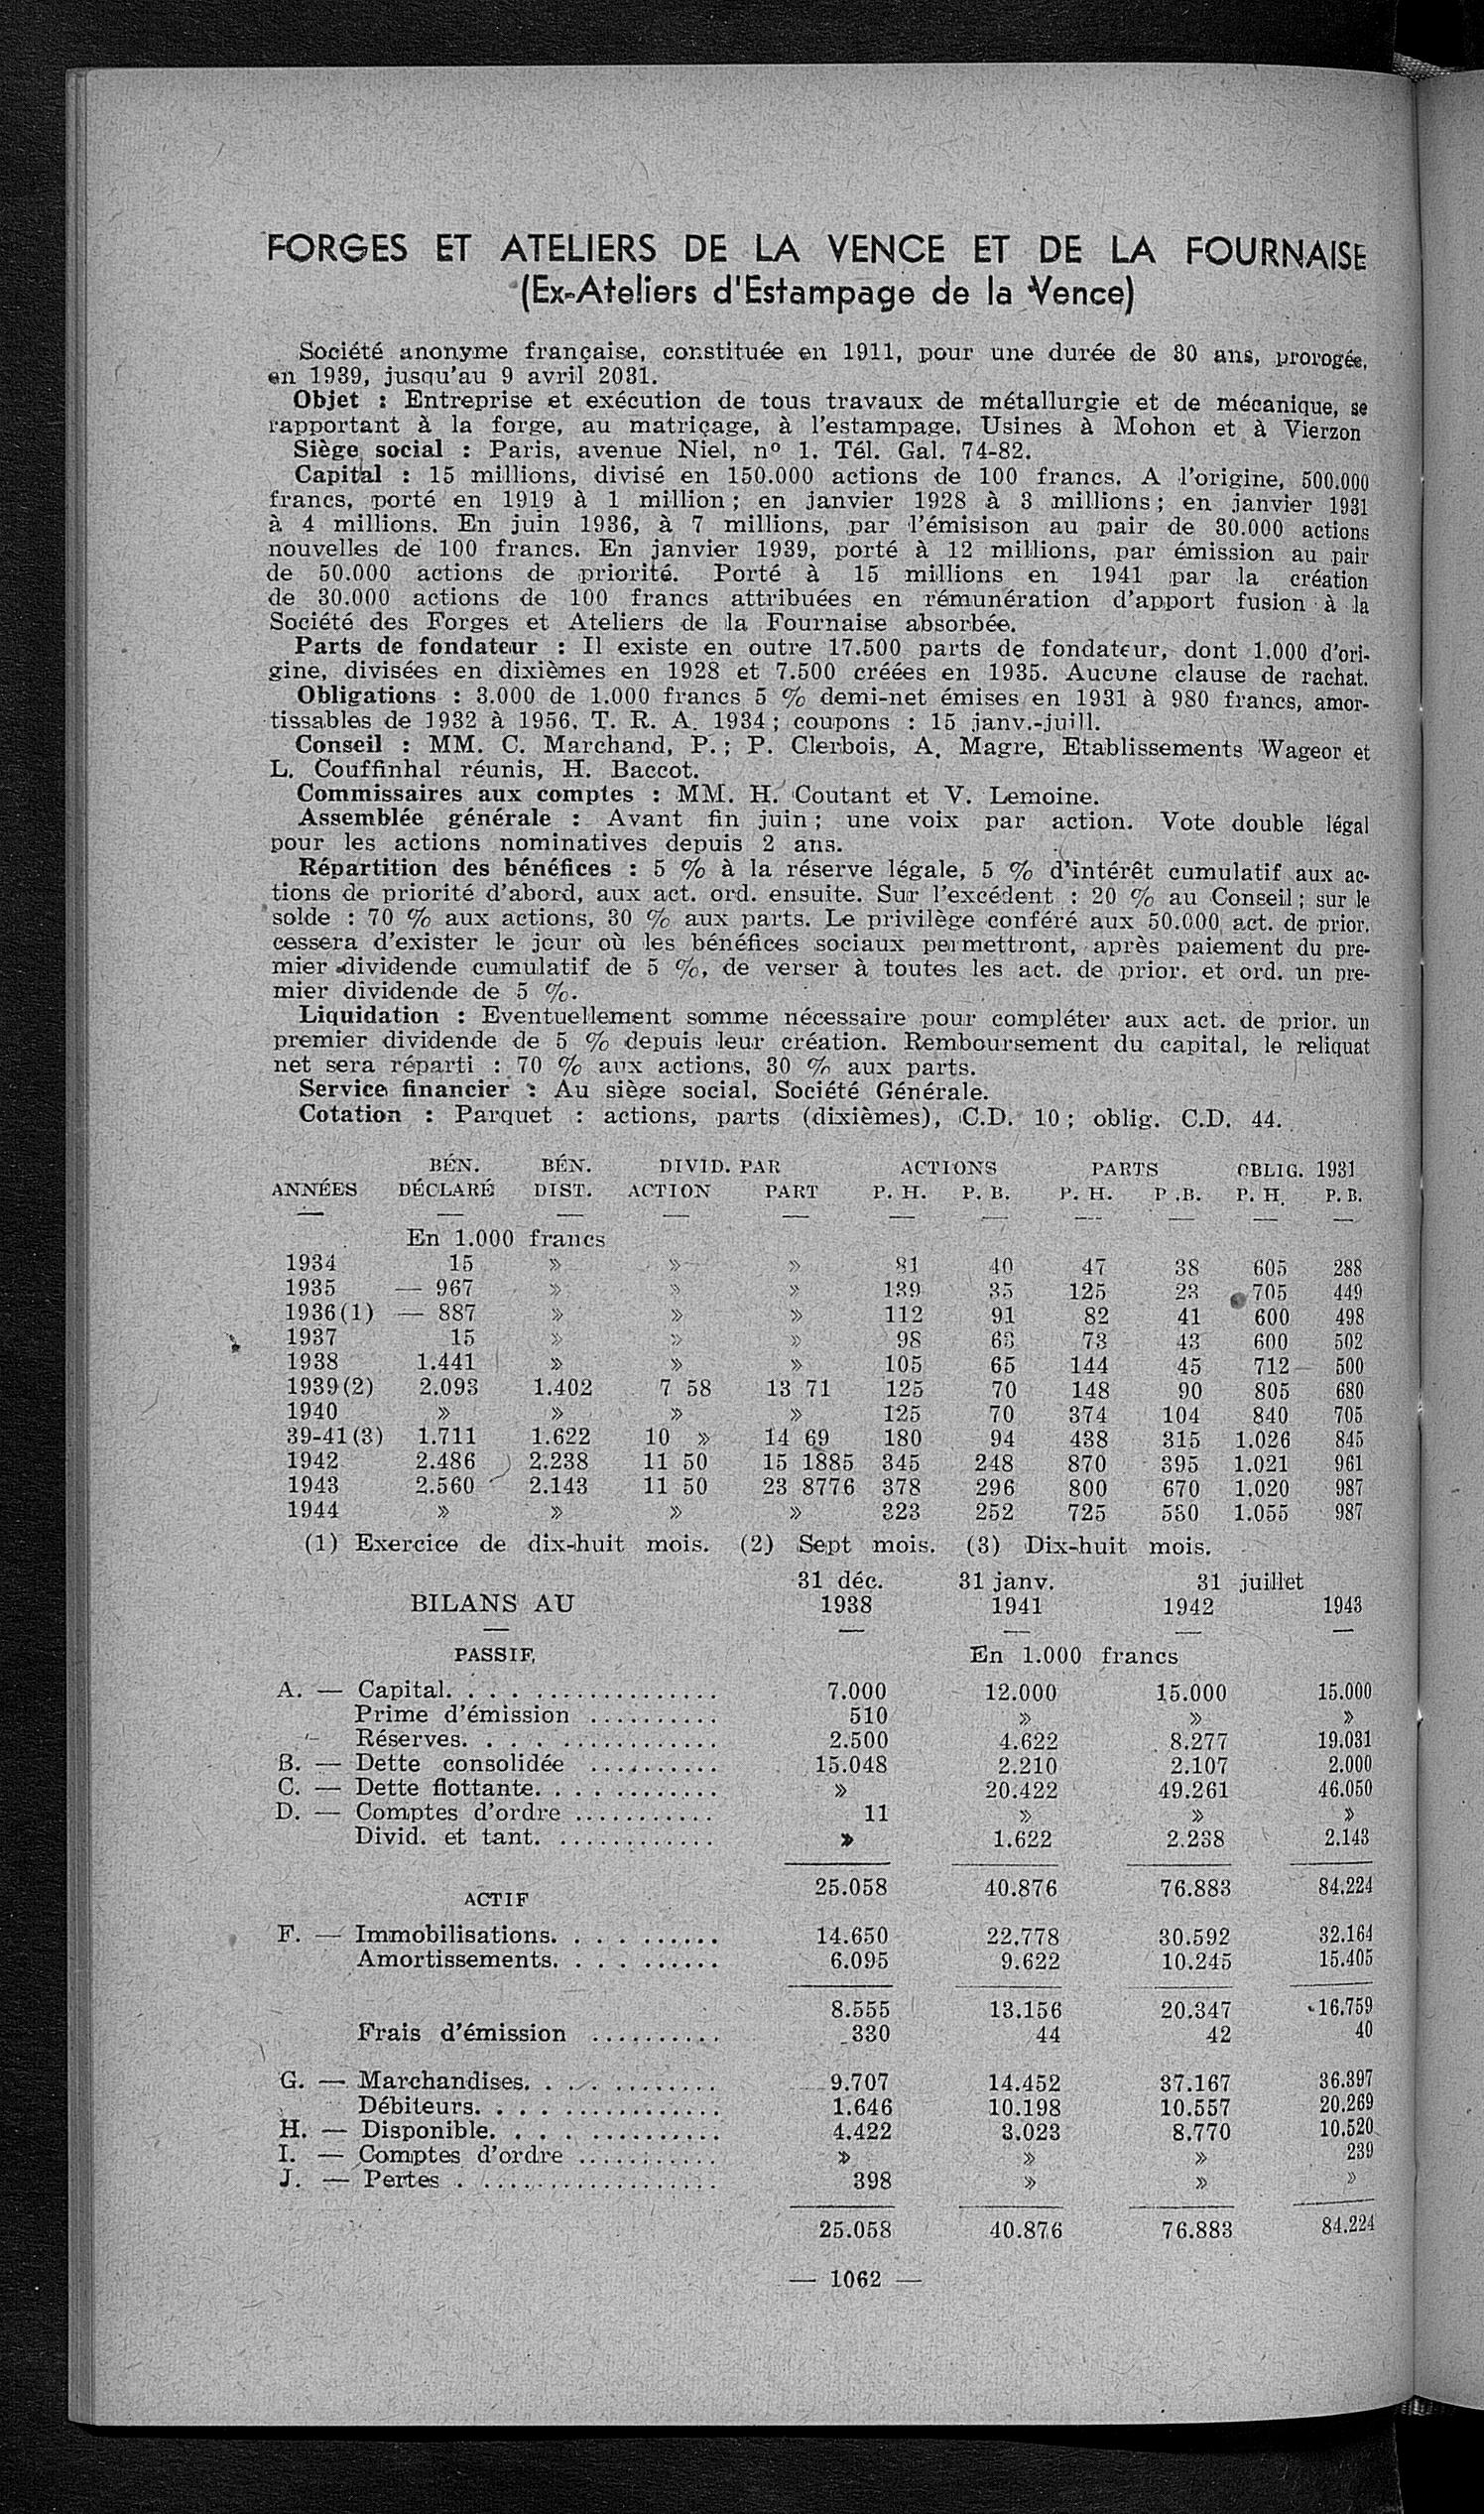 FORGES ET ATELIERS DE LA VENCE ET DE LA FOURNAISE
(Ex-Ateliers d'Estampage de la Vence)
Société anonyme française, constituée en 1911, pour une durée de 30 ans, prorogée,
en 1939, jusqu'au 9 avril 2031.
Objet : Entreprise et exécution de tous travaux de métallurgie et de mécanique, se
rapportant à la forge, au matriçage, à l'estampage. Usines à Mohon et à Vierzon
Siège social : Paris, avenue Niel, nº 1. Tél. Gal. 74-82.
Capital : 15 millions, divisé en 150.000 actions de 100 francs. A l'origine, 500.000
francs, porté en 1919 à 1 million ; en janvier 1928 à 3 millions ; en janvier 1931
à 4 millions. En juin 1936, à 7 millions, par l'émisison au pair de 30.000 actions
nouvelles de 100 francs. En janvier 1939, porté à 12 millions, par émission au pair
de 50.000 actions de priorité. Porté à 15 millions en 1941 par la création
de 30.000 actions de 100 francs attribuées en rémunération d'apport fusion à la
Société des Forges et Ateliers de la Fournaise absorbée.
Parts de fondateur : Il existe en outre 17.500 parts de fondateur, dont 1.000 d'ori-
gine, divisées en dixièmes en 1928 et 7.500 créées en 1935. Aucune clause de rachat.
Obligations : 3.000 de 1.000 francs 5 % demi-net émises en 1931 à 980 francs, amor-
tissables de 1932 à 1956. T. R. A. 1934 ; coupons : 15 janv.-juill.
Conseil : MM. C. Marchand, P. ; P. Clerbois, A. Magre, Etablissements Wageor et
L. Couffinhal réunis, H. Baccot.
Commissaires aux comptes : MM. H. Coutant et V. Lemoine.
Assemblée générale : Avant fin juin ; une voix par action. Vote double légal
pour les actions nominatives depuis 2 ans.
Répartition des bénéfices : 5 % à la réserve légale, 5 % d'intérêt cumulatif aux ac-
tions de priorité d'abord, aux act. ord. ensuite. Sur l'excédent : 20 % au Conseil ; sur le
solde : 70 % aux actions, 30 % aux parts. Le privilège conféré aux 50.000 act. de prior.
cessera d'exister le jour où les bénéfices sociaux permettront, après paiement du pre-
mier dividende cumulatif de 5 %, de verser à toutes les act. de prior. et ord. un pre-
mier dividende de 5 %.
Liquidation : Eventuellement somme nécessaire pour compléter aux act. de prior. un
premier dividende de 5 % depuis leur création. Remboursement du capital, le reliquat
net sera réparti : 70 % aux actions, 30 % aux parts.
Service financier : Au siège social, Société Générale.
Cotation : Parquet : actions, parts (dixièmes), C.D. 10 ; oblig. C.D. 44.
BÉN. BÉN. DIVID. PAR ACTIONS PARTS OBLIG. 1931
ANNÉES DÉCLARÉ DIST. ACTION PART P. H. P. B. P. H. P .B. P. H. P. B.
En 1.000 francs
1934 15 » » » 81 40 47 38 605 288
1935 — 967 » » » 139 35 125 23 705 449
1936(1) — 887 » » » 112 91 82 41 600 498
1937 15 » » » 98 63 73 43 600 502
1938 1.441 » » » 105 65 144 45 712 500
1939(2) 2.093 1.402 7 58 13 71 125 70 148 90 805 680
1940 » » » » 125 70 374 104 840 705
39-41(3) 1.711 1.622 10 » 14 69 180 94 438 315 1.026 845
1942 2.486 2.238 11 50 15 1885 345 248 870 395 1.021 961
1943 2.560 2.143 11 50 23 8776 378 296 800 670 1.020 987
1944 » » » » 323 252 725 530 1.055 987
(1) Exercice de dix-huit mois. (2) Sept mois. (3) Dix-huit mois.
31 déc. 31 janv. 31 juillet
BILANS AU 1938 1941 1942 1943
PASSIF, En 1.000 francs
A. — Capital. . . . . . . . . . . . . . . . . . . 7.000 12.000 15.000 15.000
Prime d'émission .......... 510 » » »
Réserves. . . . . . . . . . . . . . . . . . 2.500 4.622 8.277 19.031
B. — Dette consolidée .......... 15.048 2.210 2.107 2.000
C. — Dette flottante. . . . . . . . . . . . . » 20.422 49.261 46.050
D. — Comptes d'ordre ........... 11 » » »
Divid. et tant. . . . . . . . . . . . . » 1.622 2.238 2.143
25.058 40.876 76.883 84.224
ACTIF
F. — Immobilisations. . . . . . . . . . . 14.650 22.778 30.592 32.164
Amortissements. . . . . . . . . . . 6.095 9.622 10.245 15.405
8.555 13.156 20.347 16.759
Frais d'émission .......... 330 44 42 40
G. — Marchandises. . . . . . . . . . . . 9.707 14.452 37.167 36.397
Débiteurs. . . . . . . . . . . . . . . . . 1.646 10.198 10.557 20.269
H. — Disponible. . . . . . . . . . . . . . . 4.422 3.023 8.770 10.520
I. — Comptes d'ordre ........... » » » 239
J. — Pertes . .................. 398 » » »
25.058 40.876 76.883 84.224
— 1062 —